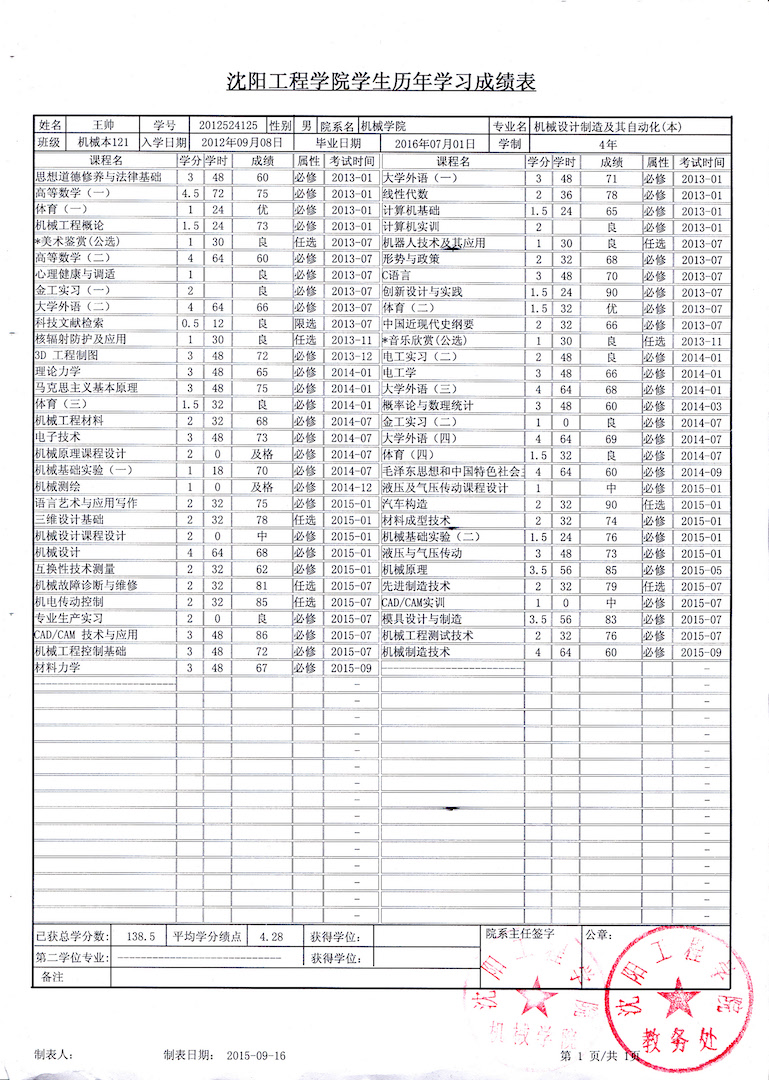 沈阳工程学院学生历年学习成绩表
姓名 王帅 学号 2012524125 性别 男 院系名 机械学院 专业名 机械设计制造及其自动化(本)
班级 机械本121 入学日期 2012年09月08日 毕业日期 2016年07月01日 学制 4年
课程名 学分 学时 成绩 属性 考试时间 课程名 学分 学时 成绩 属性 考试时间
思想道德修养与法律基础 3 48 60 必修 2013-01 大学外语（一） 3 48 71 必修 2013-01
高等数学（一） 4.5 72 75 必修 2013-01 线性代数 2 36 78 必修 2013-01
体育（一） 1 24 优 必修 2013-01 计算机基础 1.5 24 65 必修 2013-01
机械工程概论 1.5 24 73 必修 2013-01 计算机实训 2 良 必修 2013-01
*美术鉴赏(公选) 1 30 良 任选 2013-07 机器人技术及其应用 1 30 良 任选 2013-07
高等数学（二） 4 64 60 必修 2013-07 形势与政策 2 32 68 必修 2013-07
心理健康与调适 1 良 必修 2013-07 C语言 3 48 70 必修 2013-07
金工实习（一） 2 良 必修 2013-07 创新设计与实践 1.5 24 90 必修 2013-07
大学外语（二） 4 64 66 必修 2013-07 体育（二） 1.5 32 优 必修 2013-07
科技文献检索 0.5 12 良 限选 2013-07 中国近现代史纲要 2 32 66 必修 2013-07
核辐射防护及应用 1 30 良 任选 2013-11 *音乐欣赏(公选) 1 30 良 任选 2013-11
3D 工程制图 3 48 72 必修 2013-12 电工实习（二） 2 48 良 必修 2014-01
理论力学 3 48 65 必修 2014-01 电工学 3 48 66 必修 2014-01
马克思主义基本原理 3 48 75 必修 2014-01 大学外语（三） 4 64 68 必修 2014-01
体育（三） 1.5 32 良 必修 2014-01 概率论与数理统计 3 48 60 必修 2014-03
机械工程材料 2 32 68 必修 2014-07 金工实习（二） 1 0 良 必修 2014-07
电子技术 3 48 73 必修 2014-07 大学外语（四） 4 64 69 必修 2014-07
机械原理课程设计 2 0 及格 必修 2014-07 体育（四） 1.5 32 良 必修 2014-07
机械基础实验（一） 1 18 70 必修 2014-07 毛泽东思想和中国特色社会 4 64 60 必修 2014-09
机械测绘 1 0 及格 必修 2014-12 液压及气压传动课程设计 1 中 必修 2015-01
语言艺术与应用写作 2 32 75 必修 2015-01 汽车构造 2 32 90 任选 2015-01
三维设计基础 2 32 78 任选 2015-01 材料成型技术 2 32 74 必修 2015-01
机械设计课程设计 2 0 中 必修 2015-01 机械基础实验（二） 1.5 24 76 必修 2015-01
机械设计 4 64 68 必修 2015-01 液压与气压传动 3 48 73 必修 2015-01
互换性技术测量 2 32 62 必修 2015-01 机械原理 3.5 56 85 必修 2015-05
机械故障诊断与维修 2 32 81 任选 2015-07 先进制造技术 2 32 79 任选 2015-07
机电传动控制 2 32 85 任选 2015-07 CAD/CAM实训 1 0 中 必修 2015-07
专业生产实习 2 0 良 必修 2015-07 模具设计与制造 3.5 56 83 必修 2015-07
CAD/CAM 技术与应用 3 48 86 必修 2015-07 机械工程测试技术 2 32 76 必修 2015-07
机械工程控制基础 3 48 72 必修 2015-07 机械制造技术 4 64 60 必修 2015-09
材料力学 3 48 67 必修 2015-09
已获总学分数: 138.5 平均学分绩点 4.28 获得学位: 院系主任签字 公章:
第二学位专业: 获得学位:
备注
沈阳工程学院 机械学院
沈阳工程学院 教务处
制表人: 制表日期: 2015-09-16 第 1 页/共 1页